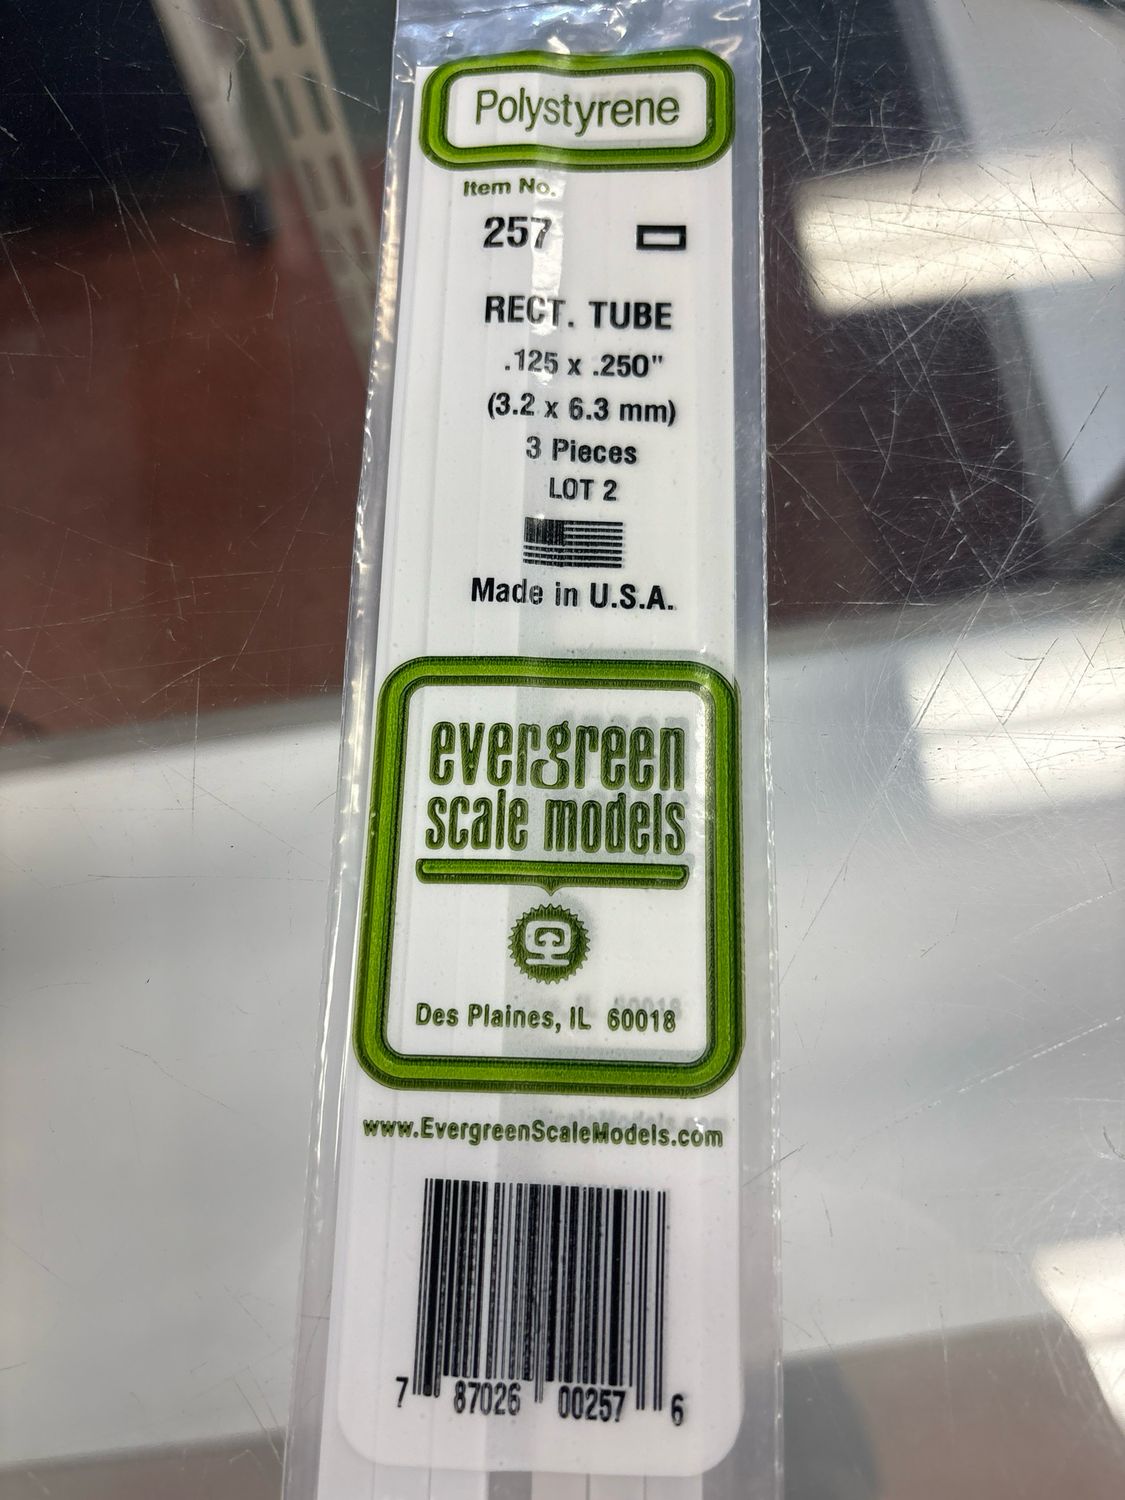 Polystyrene
Item No.
257
RECT. TUBE
.125 x .250"
(3.2 x 6.3 mm)
3 Pieces
LOT 2
Made in U.S.A.
evergreen
scale models
Des Plaines, IL 60018
www.EvergreenScaleModels.com
7 87026 00257 6